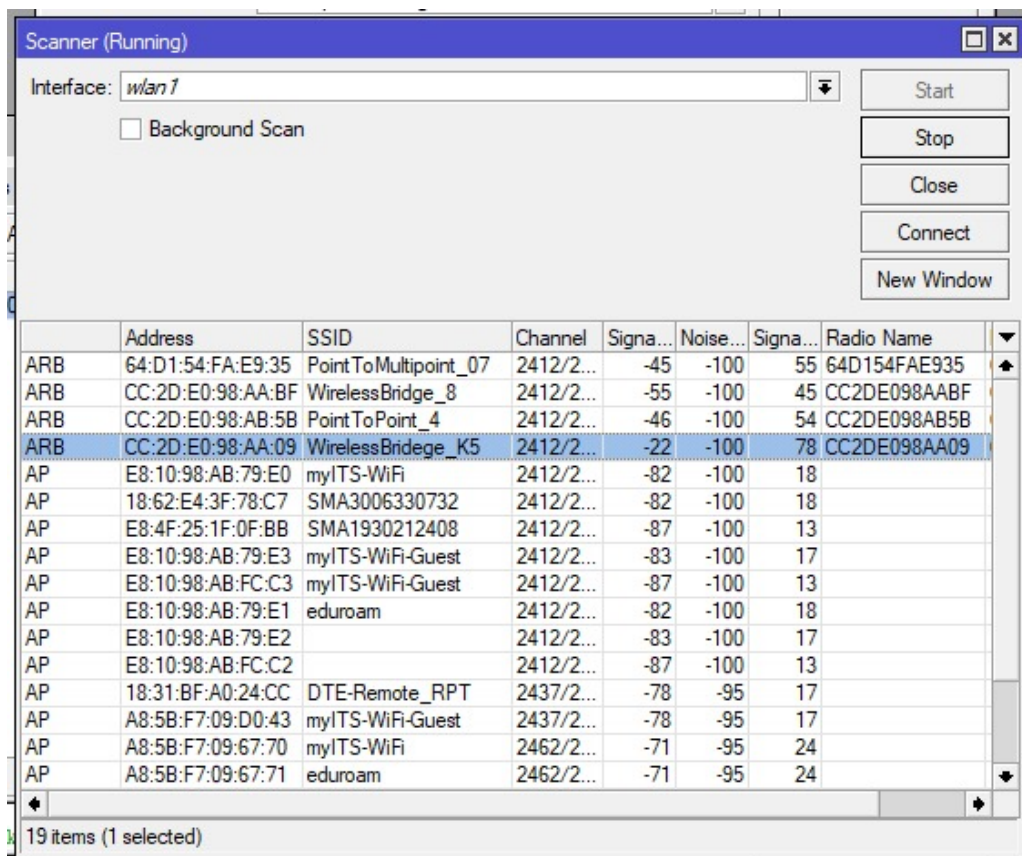 Scanner (Running)
Interface: wlan1
Start
Background Scan
Stop
Close
Connect
New Window
Address SSID Channel Signa... Noise... Signa... Radio Name
ARB 64:D1:54:FA:E9:35 PointToMultipoint_07 2412/2... -45 -100 55 64D154FAE935
ARB CC:2D:E0:98:AA:BF WirelessBridge_8 2412/2... -55 -100 45 CC2DE098AABF
ARB CC:2D:E0:98:AB:5B PointToPoint_4 2412/2... -46 -100 54 CC2DE098AB5B
ARB CC:2D:E0:98:AA:09 WirelessBridege_K5 2412/2... -22 -100 78 CC2DE098AA09
AP E8:10:98:AB:79:E0 myITS-WiFi 2412/2... -82 -100 18
AP 18:62:E4:3F:78:C7 SMA3006330732 2412/2... -82 -100 18
AP E8:4F:25:1F:0F:BB SMA1930212408 2412/2... -87 -100 13
AP E8:10:98:AB:79:E3 myITS-WiFi-Guest 2412/2... -83 -100 17
AP E8:10:98:AB:FC:C3 myITS-WiFi-Guest 2412/2... -87 -100 13
AP E8:10:98:AB:79:E1 eduroam 2412/2... -82 -100 18
AP E8:10:98:AB:79:E2 2412/2... -83 -100 17
AP E8:10:98:AB:FC:C2 2412/2... -87 -100 13
AP 18:31:BF:A0:24:CC DTE-Remote_RPT 2437/2... -78 -95 17
AP A8:5B:F7:09:D0:43 myITS-WiFi-Guest 2437/2... -78 -95 17
AP A8:5B:F7:09:67:70 myITS-WiFi 2462/2... -71 -95 24
AP A8:5B:F7:09:67:71 eduroam 2462/2... -71 -95 24
19 items (1 selected)